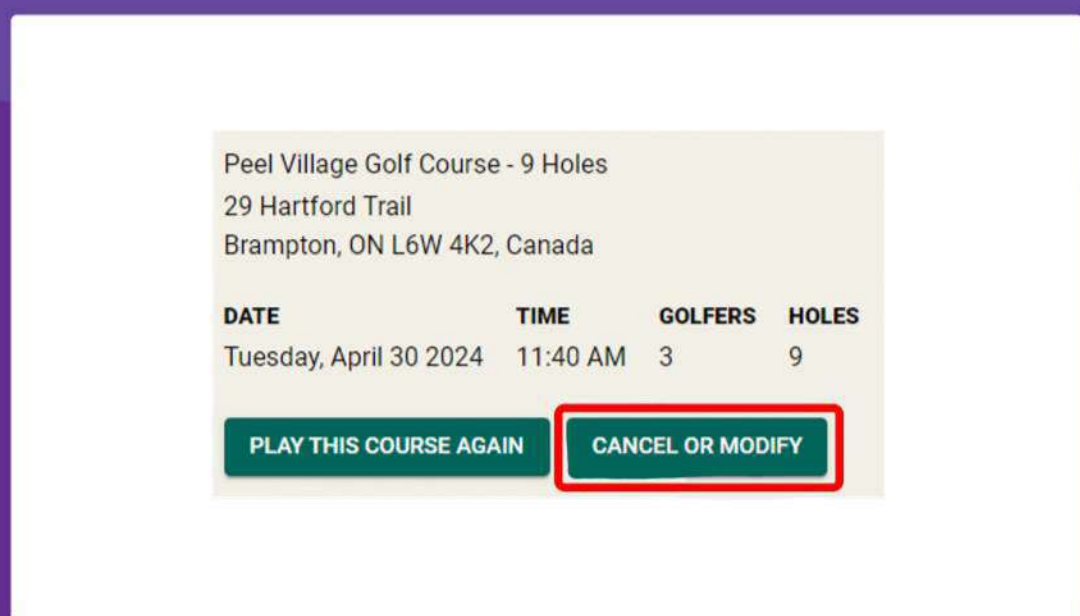 Peel Village Golf Course - 9 Holes
29 Hartford Trail
Brampton, ON L6W 4K2, Canada
DATE TIME GOLFERS HOLES
Tuesday, April 30 2024 11:40 AM 3 9
PLAY THIS COURSE AGAIN CANCEL OR MODIFY